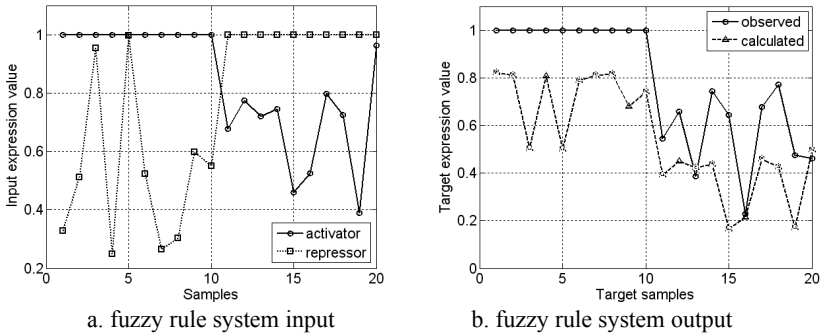 Input expression value
1
0.8
0.6
0.4
0.2
0
5
10
15
20
Samples
activator
repressor
a. fuzzy rule system input
Target expression value
1
0.8
0.6
0.4
0.2
0
0
5
10
15
20
Target samples
observed
calculated
b. fuzzy rule system output